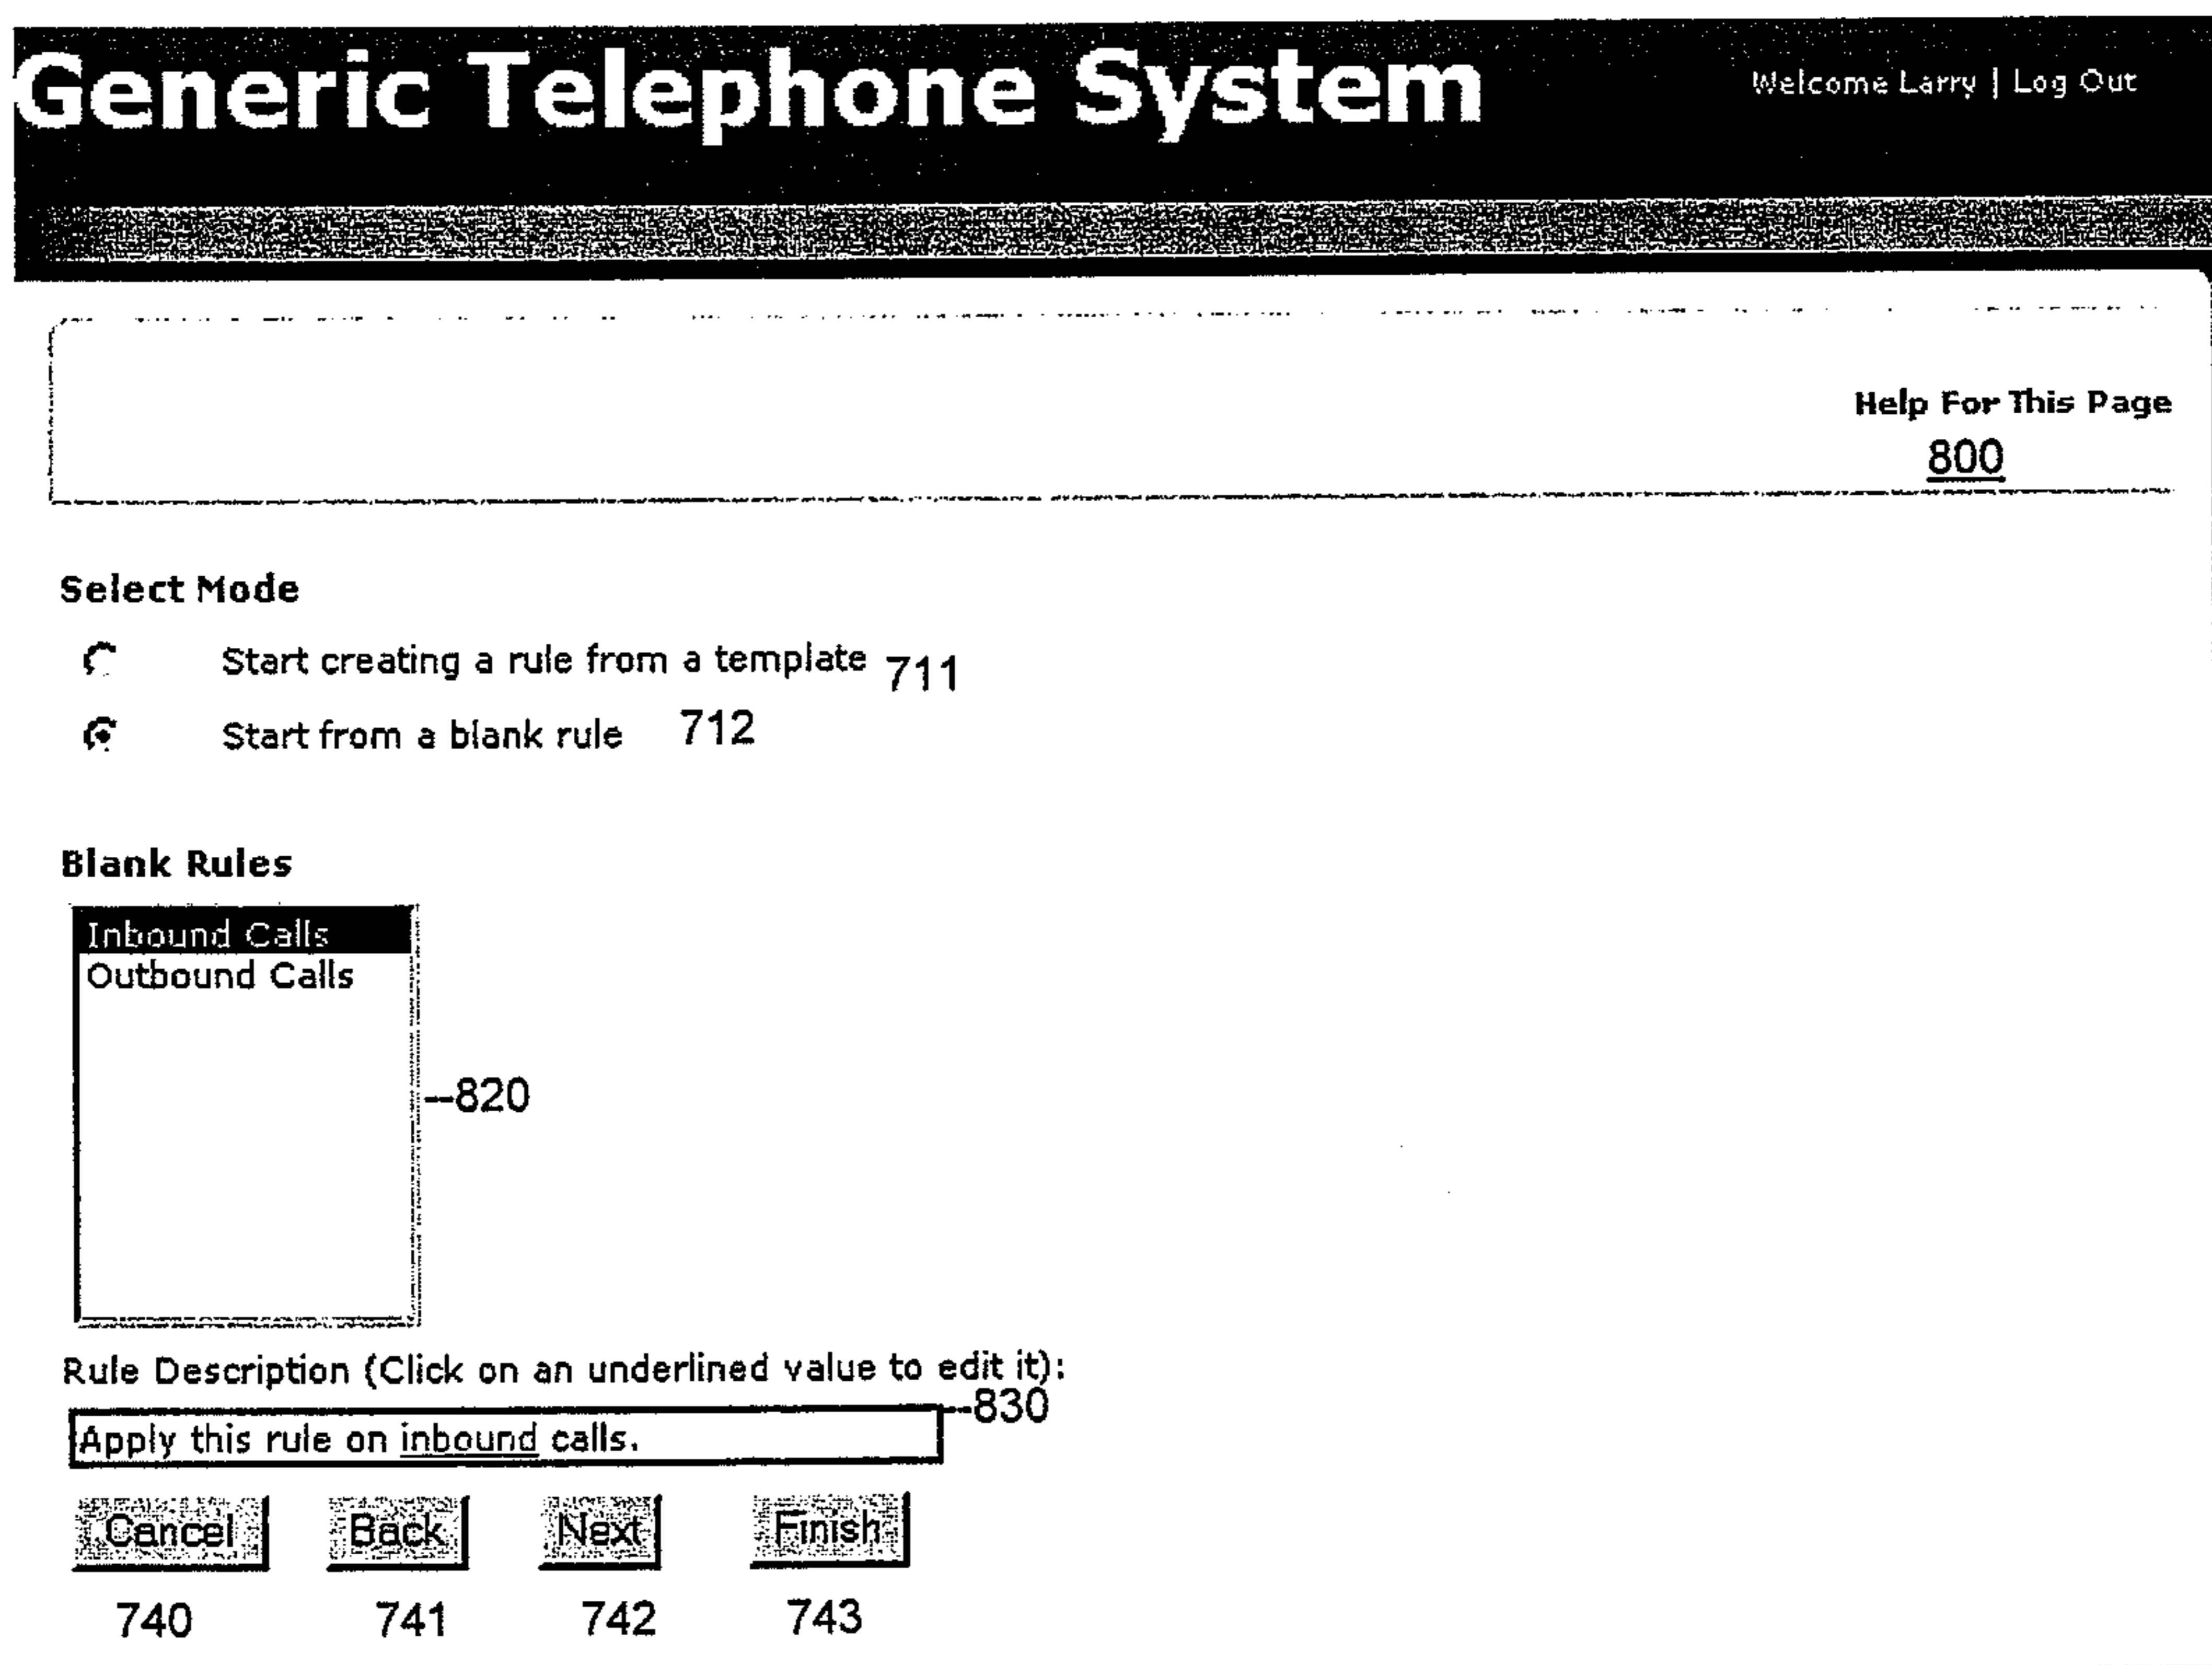 Generic Telephone System
Welcome Larry | Log Out
Help For This Page
800
Select Mode
Start creating a rule from a template 711
Start from a blank rule 712
Blank Rules
Inbound Calls
Outbound Calls
--820
Rule Description (Click on an underlined value to edit it):
--830
Apply this rule on inbound calls.
Cancel Back Next Finish
740 741 742 743